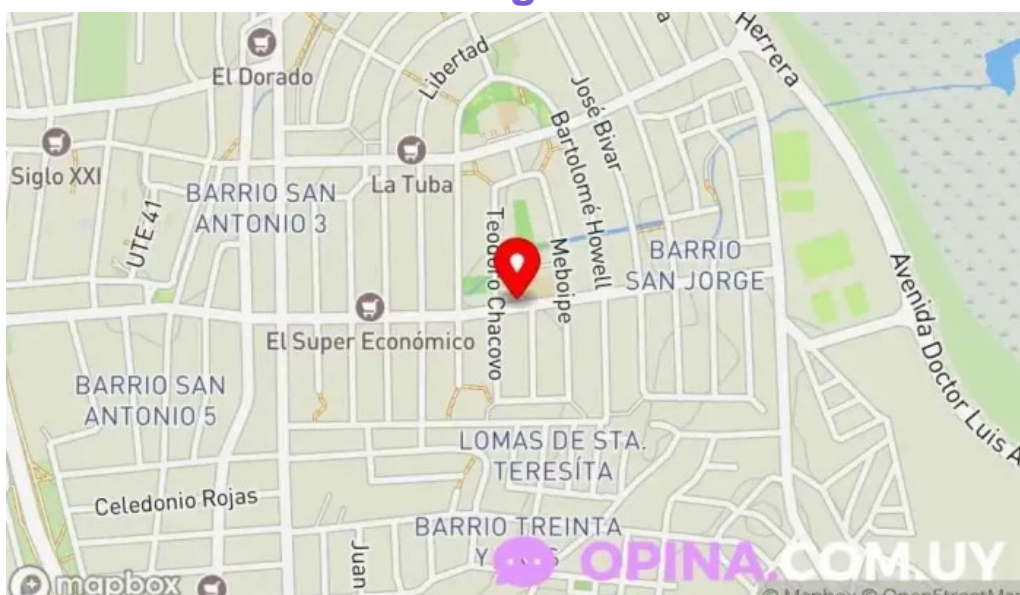 Herrera
El Dorado
Libertad
José Bivar
Siglo XXI
La Tuba
Bartolomé Howell
BARRIO SAN
ANTONIO 3
UTE 41
Teodoro Chacovo
Meboipe
BARRIO
SAN JORGE
Avenida Doctor Luis A
El Super Económico
BARRIO SAN
ANTONIO 5
LOMAS DE STA.
TERESÍTA
Celedonio Rojas
BARRIO TREINTA
Y
Juan
OPINA.COM.UY
mapbox
© Mapbox © OpenStreetMap